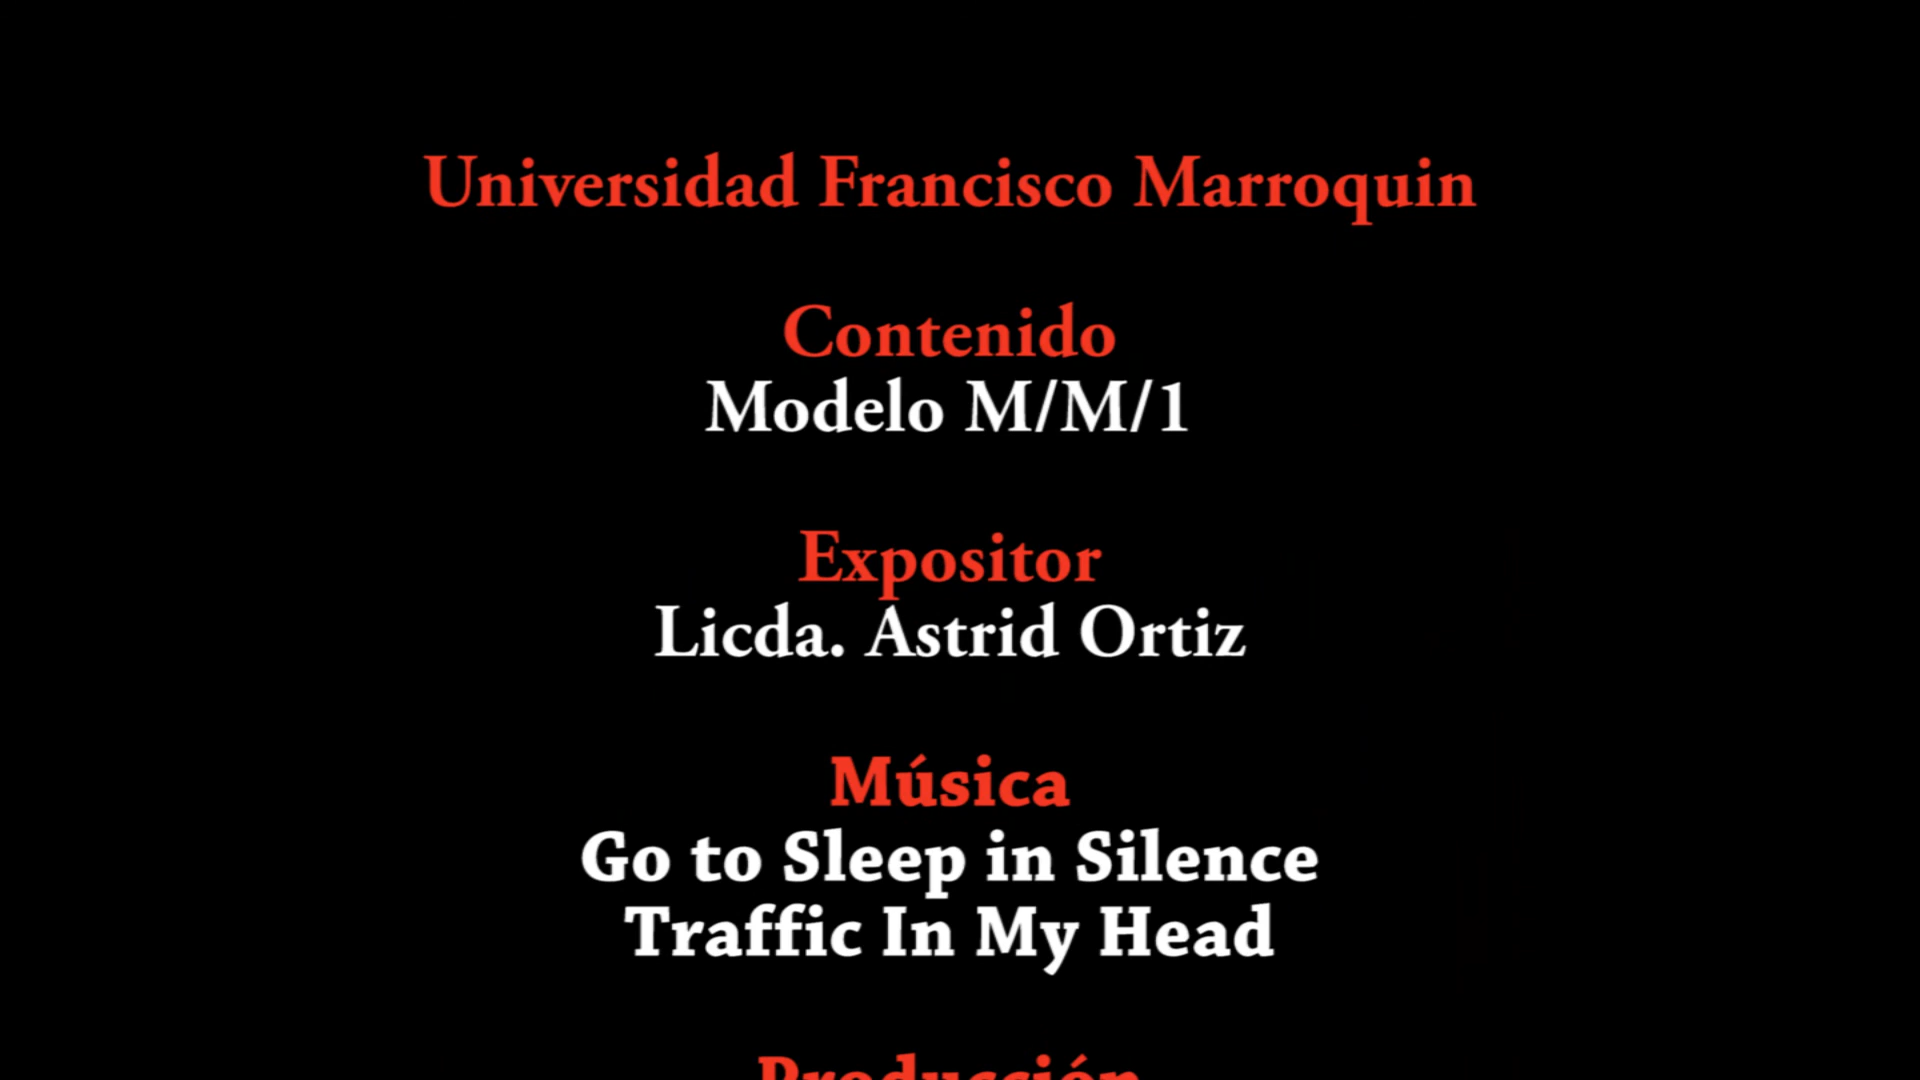 Universidad Francisco Marroquin
Contenido
Modelo M/M/1
Expositor
Licda. Astrid Ortiz
Música
Go to Sleep in Silence
Traffic In My Head
Producción